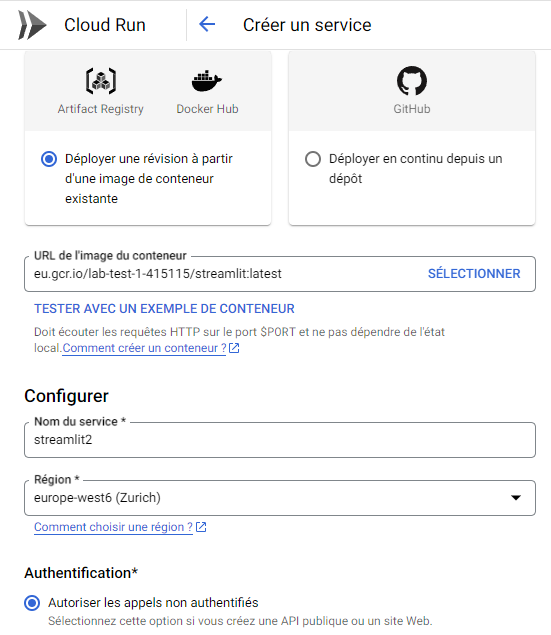 Cloud Run
Créer un service
Artifact Registry
Docker Hub
GitHub
Déployer une révision à partir
d'une image de conteneur
existante
Déployer en continu depuis un
dépôt
URL de l'image du conteneur
eu.gcr.io/lab-test-1-415115/streamlit:latest
SÉLECTIONNER
TESTER AVEC UN EXEMPLE DE CONTENEUR
Doit écouter les requêtes HTTP sur le port $PORT et ne pas dépendre de l'état
local.Comment créer un conteneur ?
Configurer
Nom du service *
streamlit2
Région *
europe-west6 (Zurich)
Comment choisir une région ?
Authentification*
Autoriser les appels non authentifiés
Sélectionnez cette option si vous créez une API publique ou un site Web.